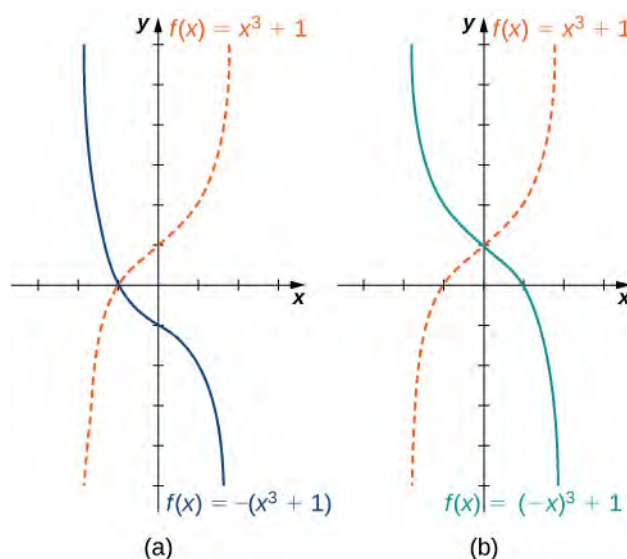 y f(x) = x³ + 1
x
f(x) = –(x³ + 1)
(a)
y f(x) = x³ + 1
x
f(x) = (–x)³ + 1
(b)